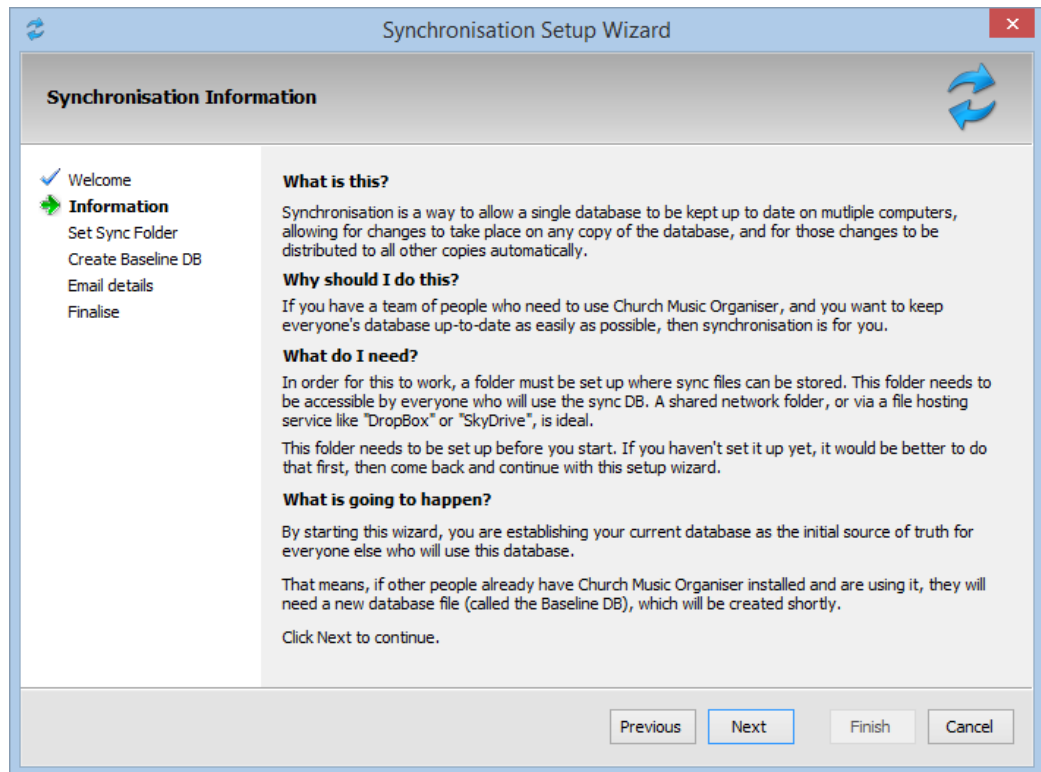 Synchronisation Setup Wizard
Synchronisation Information
Welcome
Information
Set Sync Folder
Create Baseline DB
Email details
Finalise
What is this?
Synchronisation is a way to allow a single database to be kept up to date on mutliple computers,
allowing for changes to take place on any copy of the database, and for those changes to be
distributed to all other copies automatically.
Why should I do this?
If you have a team of people who need to use Church Music Organiser, and you want to keep
everyone's database up-to-date as easily as possible, then synchronisation is for you.
What do I need?
In order for this to work, a folder must be set up where sync files can be stored. This folder needs to
be accessible by everyone who will use the sync DB. A shared network folder, or via a file hosting
service like "DropBox" or "SkyDrive", is ideal.
This folder needs to be set up before you start. If you haven't set it up yet, it would be better to do
that first, then come back and continue with this setup wizard.
What is going to happen?
By starting this wizard, you are establishing your current database as the initial source of truth for
everyone else who will use this database.
That means, if other people already have Church Music Organiser installed and are using it, they will
need a new database file (called the Baseline DB), which will be created shortly.
Click Next to continue.
Previous Next Finish Cancel